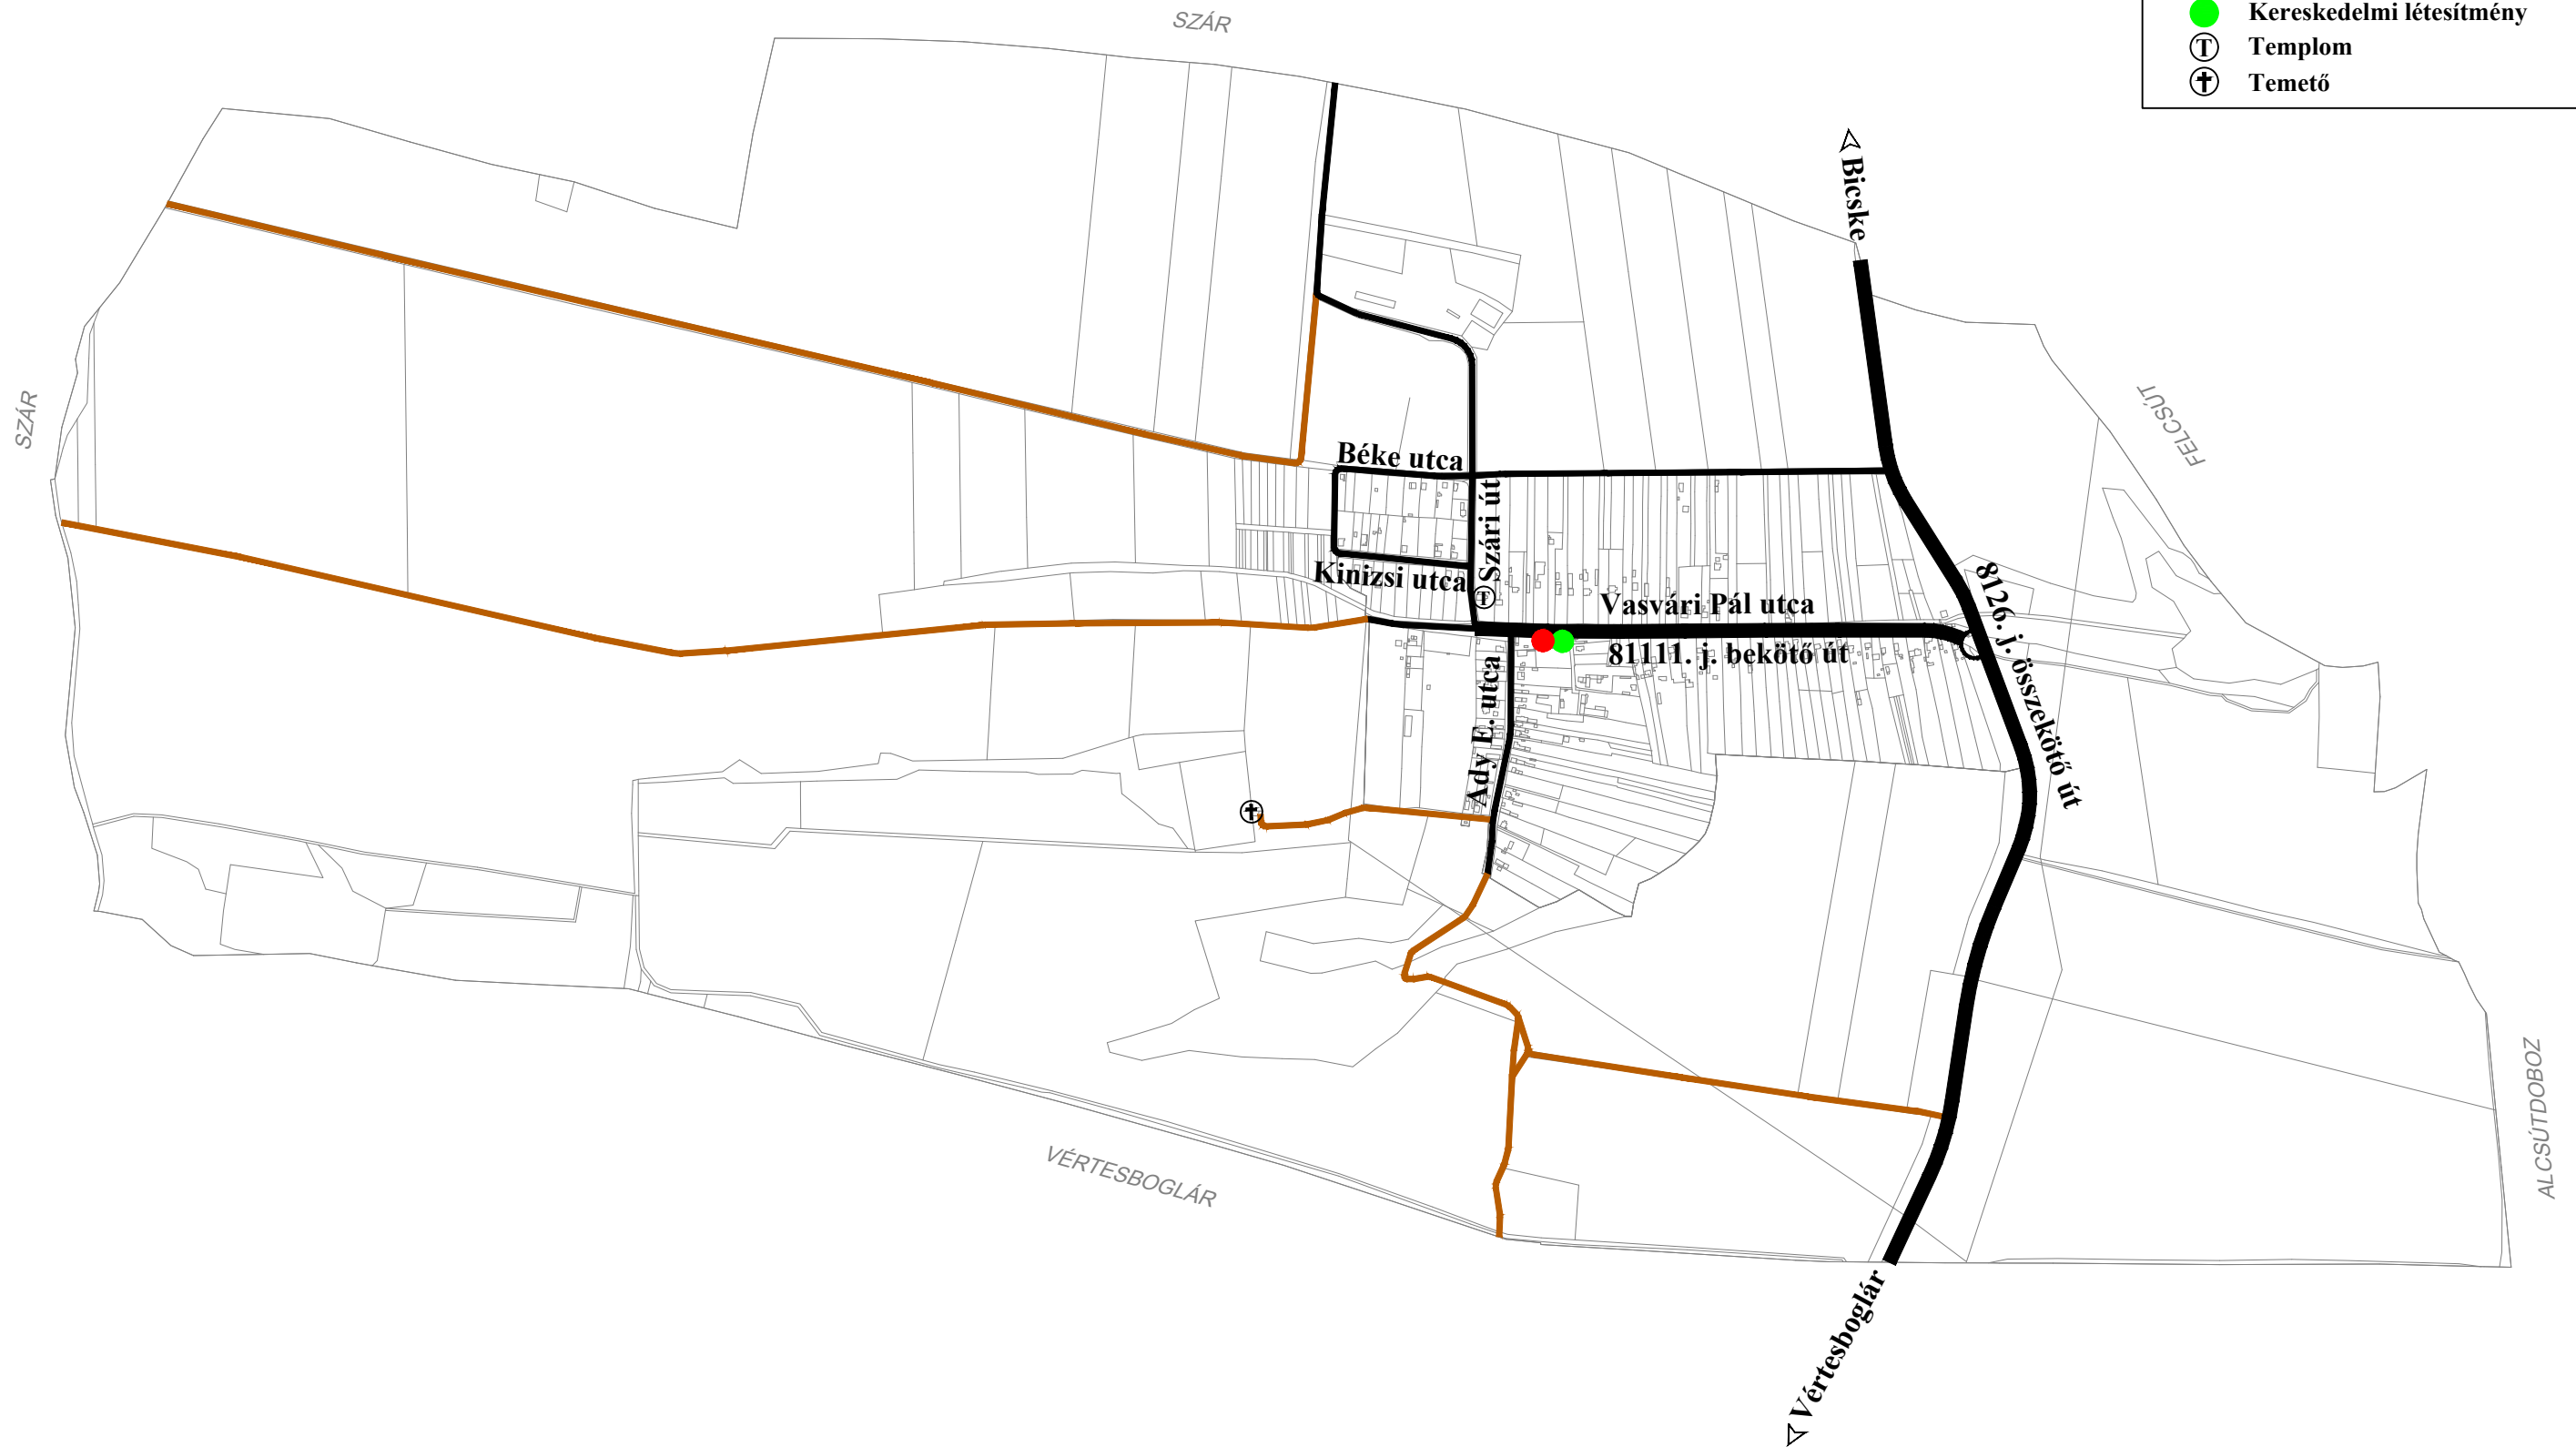 SZÁR
Kereskedelmi létesítmény
T Templom
Temető
Bicske
SZÁR
FELCSÚT
Béke utca
Szári út
Kinizsi utca
T
Vasvári Pál utca
81111. j. bekötő út
8126. j. összekötő út
Ady E. utca
VÉRTESBOGLÁR
ALCSÚTDOBOZ
Vértesboglár